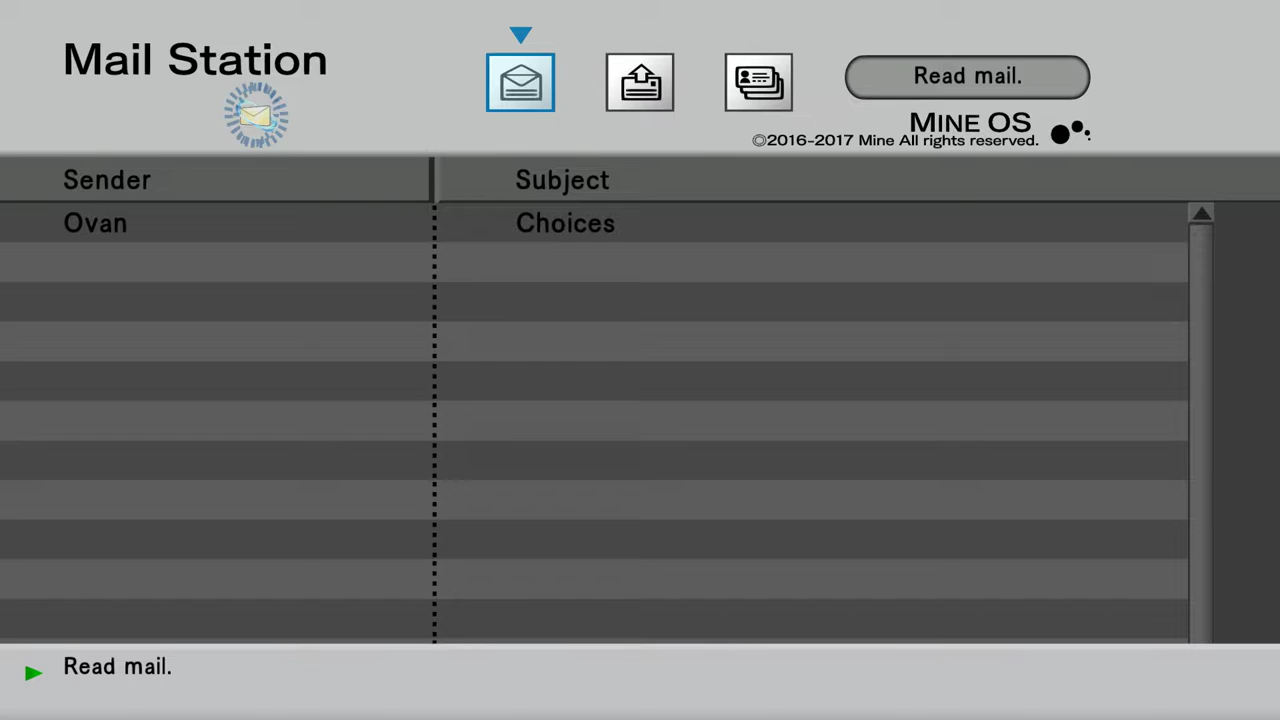 Mail Station
Read mail.
MINE OS
©2016-2017 Mine All rights reserved.
Sender Subject
Ovan Choices
Read mail.